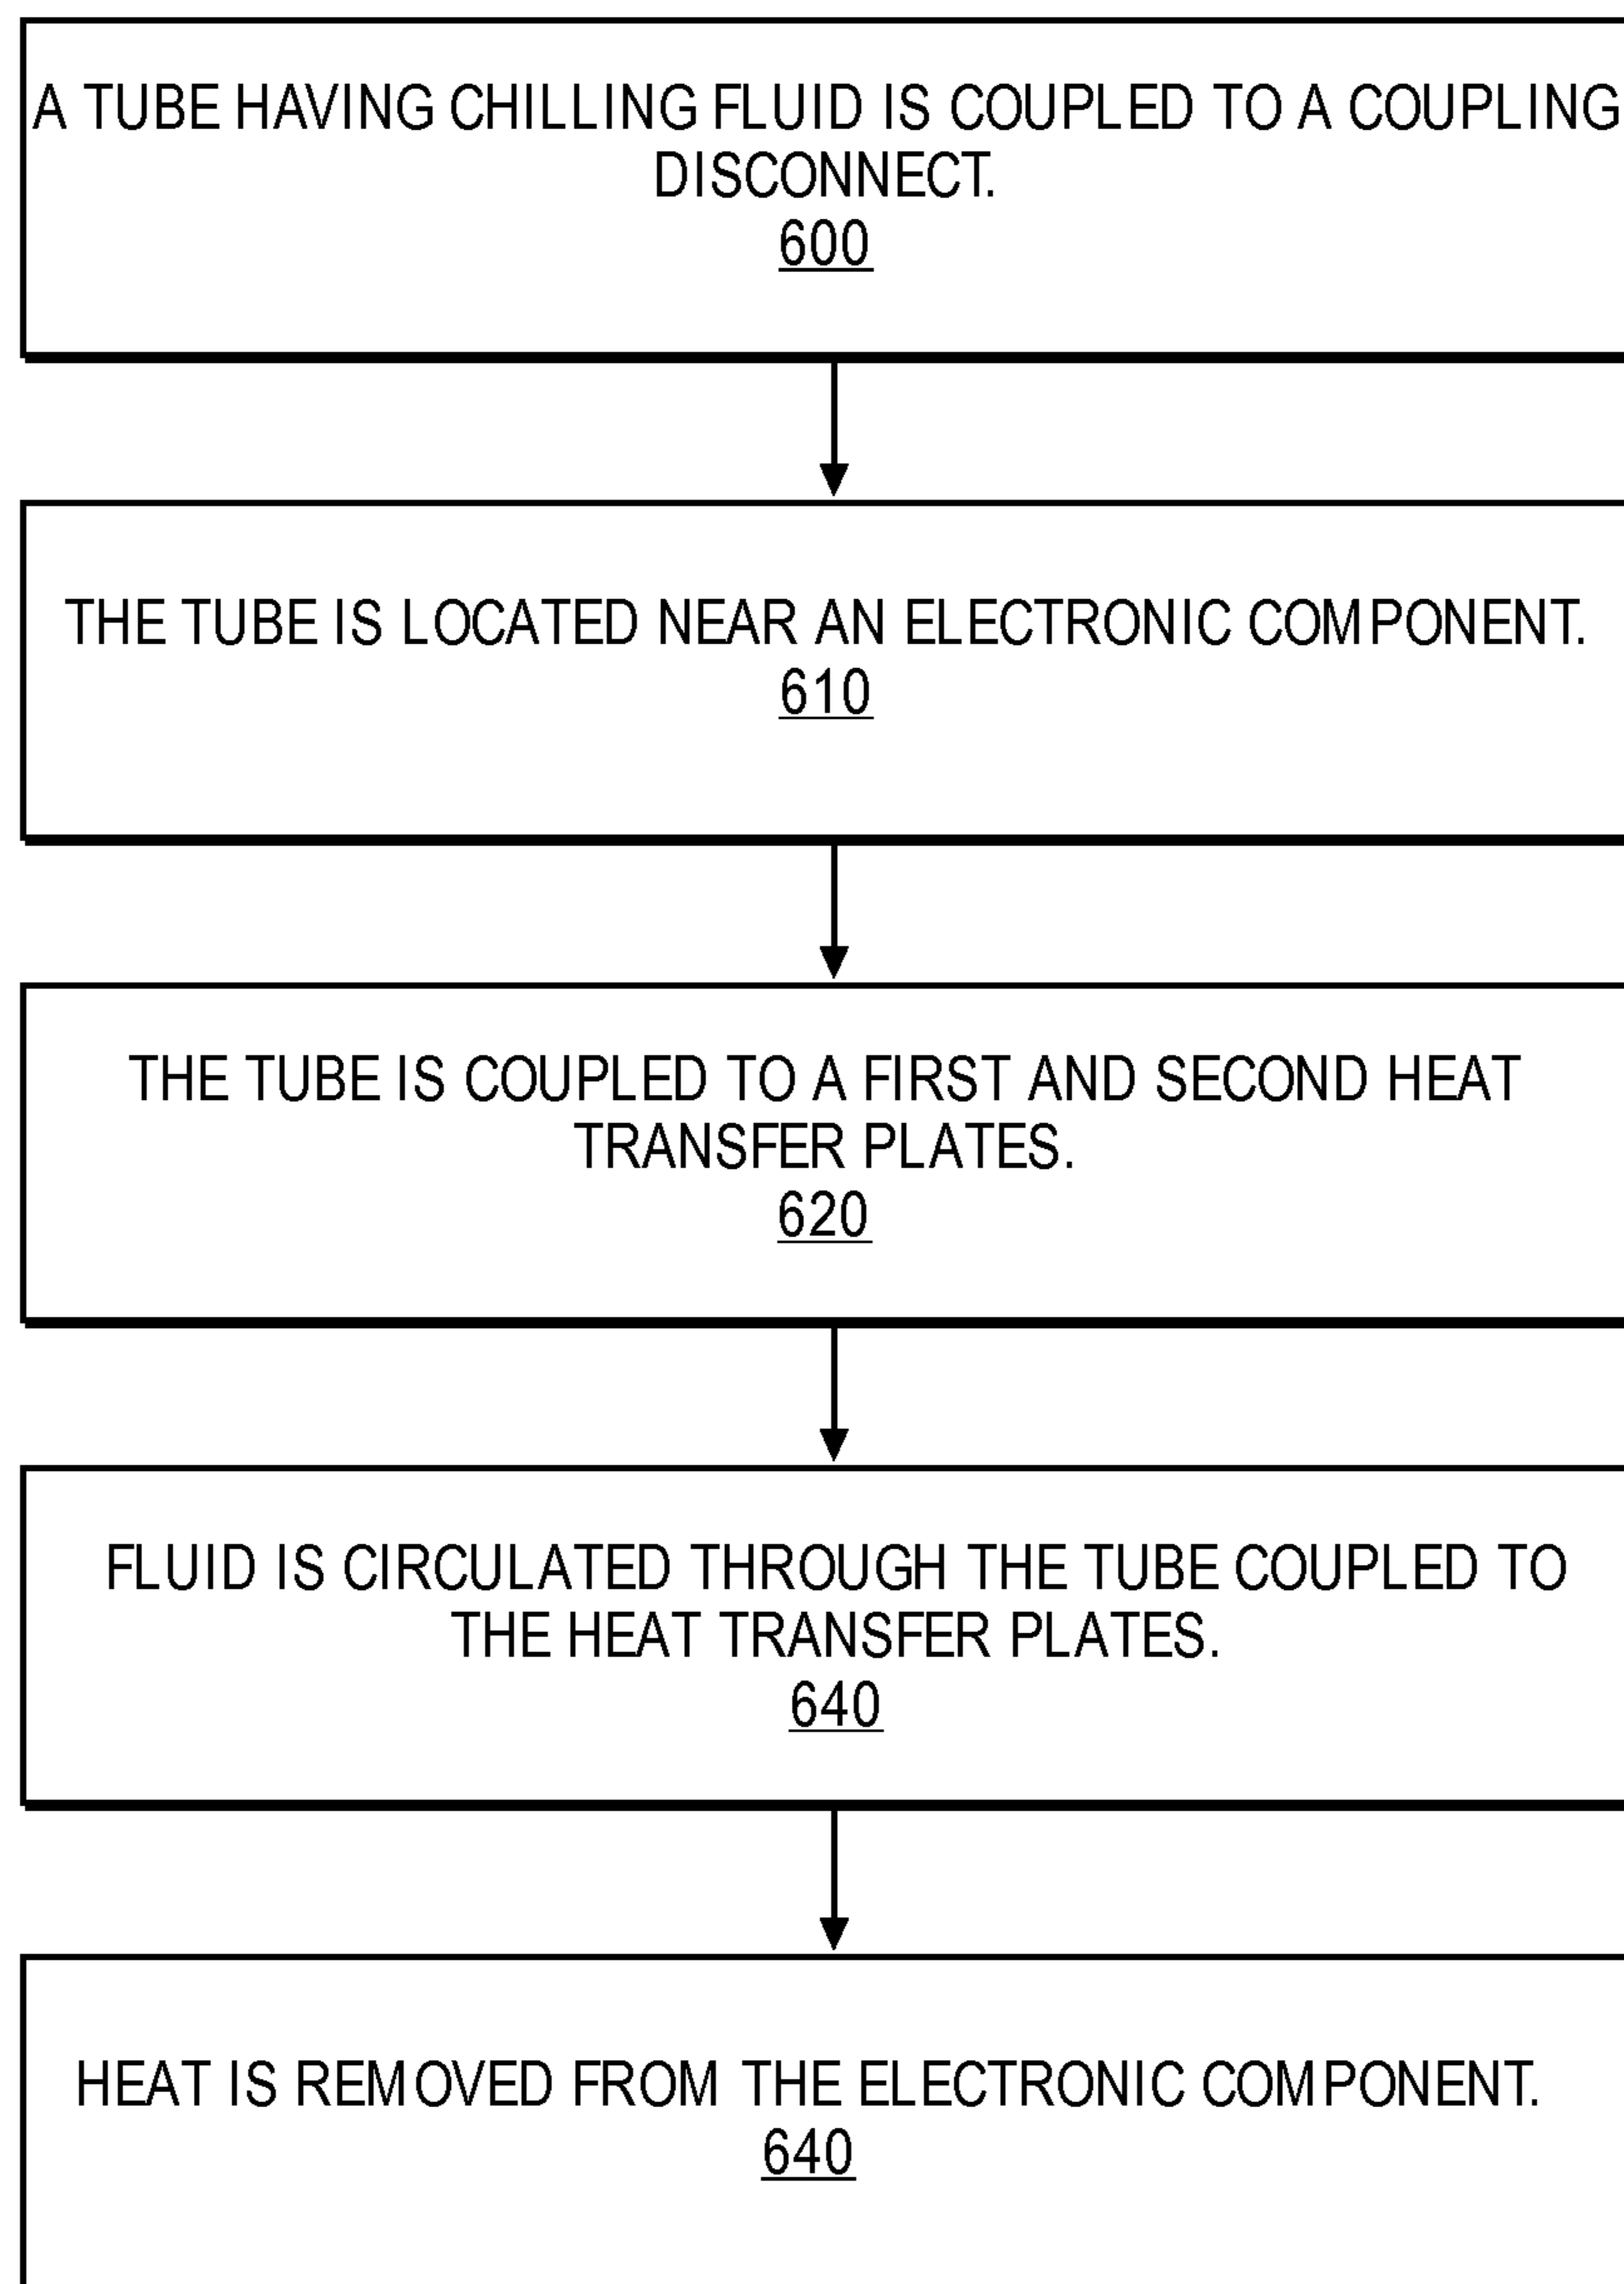 A TUBE HAVING CHILLING FLUID IS COUPLED TO A COUPLING
DISCONNECT.
600
THE TUBE IS LOCATED NEAR AN ELECTRONIC COMPONENT.
610
THE TUBE IS COUPLED TO A FIRST AND SECOND HEAT
TRANSFER PLATES.
620
FLUID IS CIRCULATED THROUGH THE TUBE COUPLED TO
THE HEAT TRANSFER PLATES.
640
HEAT IS REMOVED FROM THE ELECTRONIC COMPONENT.
640